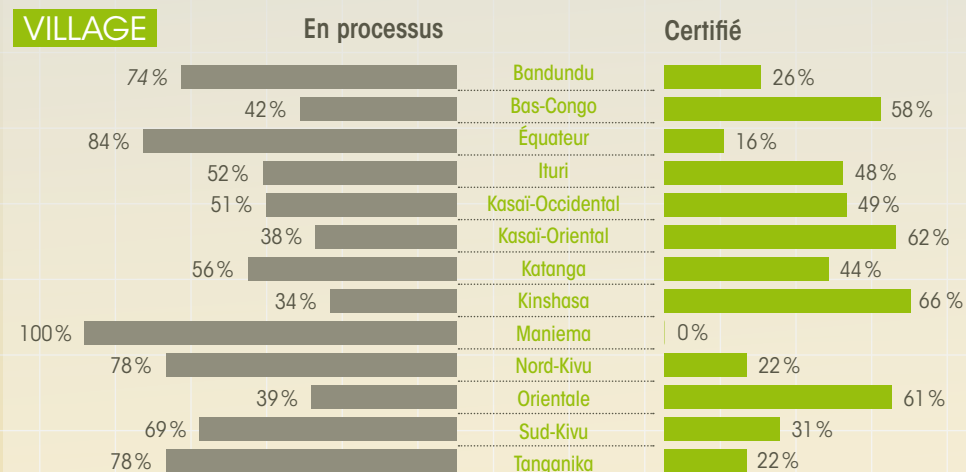 VILLAGE En processus Certifié
74% Bandundu 26%
42% Bas-Congo 58%
84% Équateur 16%
52% Ituri 48%
51% Kasaï-Occidental 49%
38% Kasaï-Oriental 62%
56% Katanga 44%
34% Kinshasa 66 %
100% Maniema 0%
78% Nord-Kivu 22%
39% Orientale 61%
69% Sud-Kivu 31%
78% Tanganika 22%